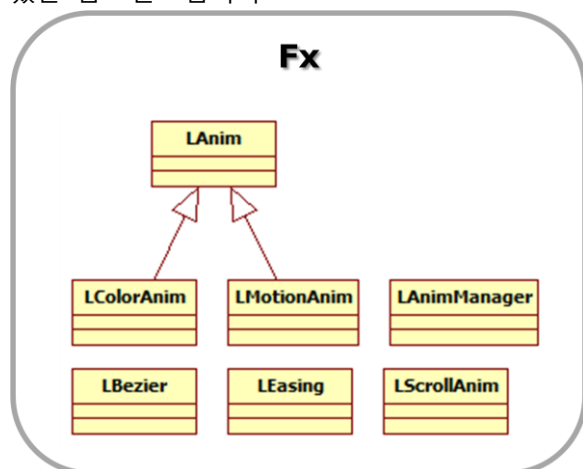 Fx
LAnim
LColorAnim LMotionAnim LAnimManager
LBezier LEasing LScrollAnim